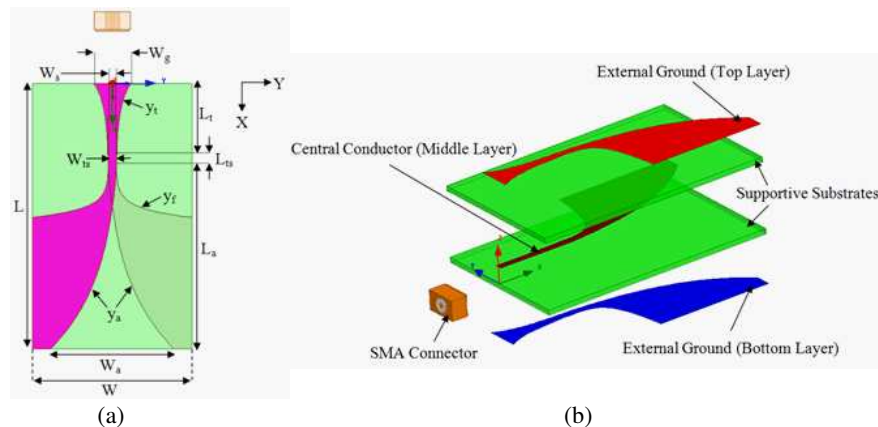 W_g
W_s
Y
Y
X
y_t
L_t
W_ts
L_ts
L
y_f
L_a
y_a
W_a
W
(a)
External Ground (Top Layer)
Central Conductor (Middle Layer)
Supportive Substrates
SMA Connector
External Ground (Bottom Layer)
(b)